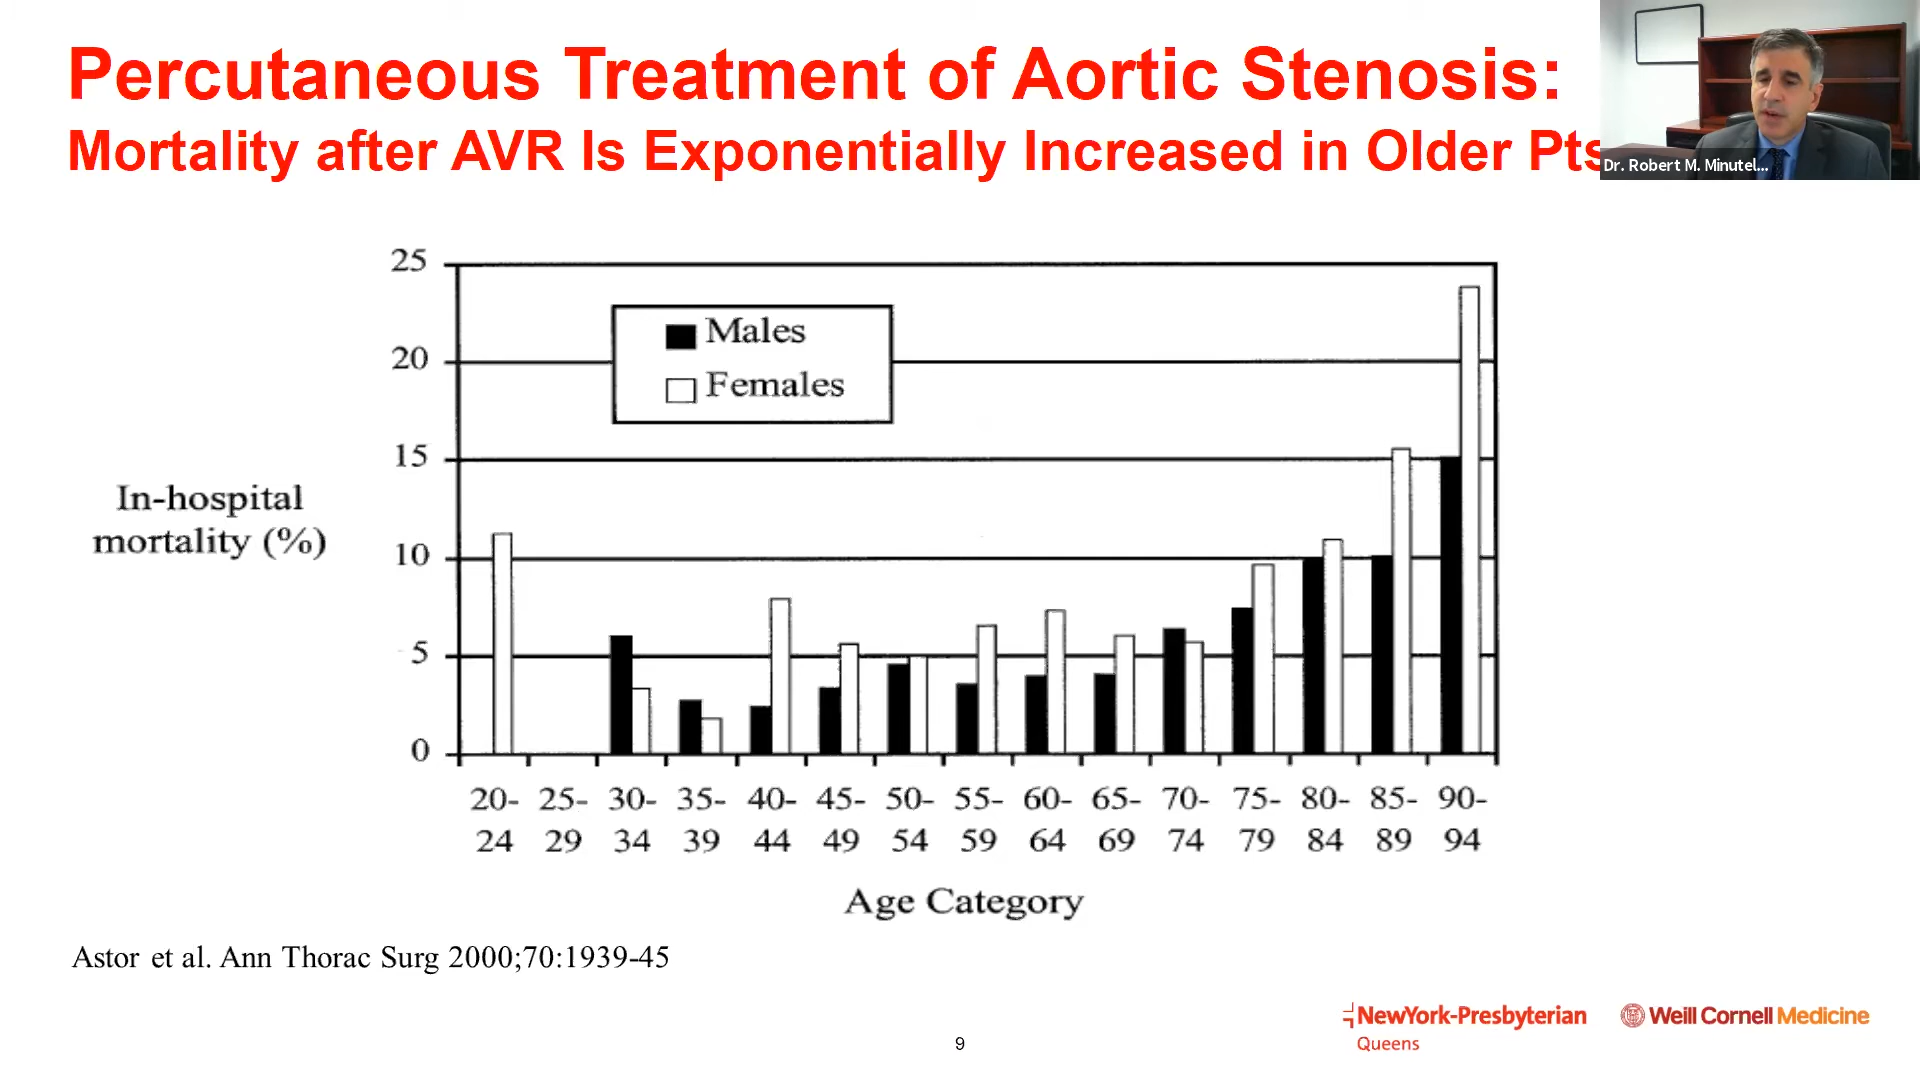 Percutaneous Treatment of Aortic Stenosis:
Mortality after AVR Is Exponentially Increased in Older Pts
Dr. Robert M. Minutel...
25
20
15
10
5
0
Males
Females
In-hospital
mortality (%)
20- 25- 30- 35- 40- 45- 50- 55- 60- 65- 70- 75- 80- 85- 90-
24 29 34 39 44 49 54 59 64 69 74 79 84 89 94
Age Category
Astor et al. Ann Thorac Surg 2000;70:1939-45
NewYork-Presbyterian
Queens
Weill Cornell Medicine
9